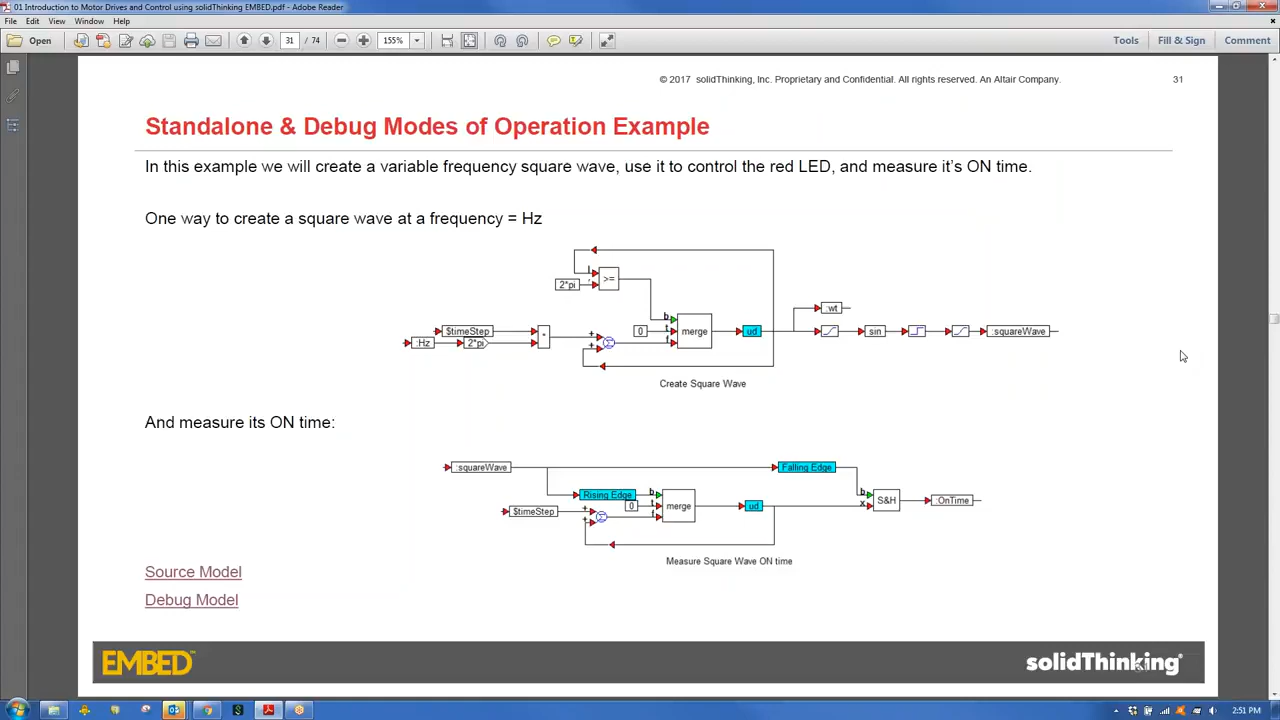 01 Introduction to Motor Drives and Control using solidThinking EMBED.pdf - Adobe Reader
File Edit View Window Help
Open 31 / 74 155% Tools Fill & Sign Comment
© 2017 solidThinking, Inc. Proprietary and Confidential. All rights reserved. An Altair Company. 31
Standalone & Debug Modes of Operation Example
In this example we will create a variable frequency square wave, use it to control the red LED, and measure it's ON time.
One way to create a square wave at a frequency = Hz
l
2*pi r >=
:wt
b
$timeStep * + 0 t merge ud sin :squareWave
:Hz 2*pi + f
Create Square Wave
And measure its ON time:
:squareWave Falling Edge
Rising Edge b b
0 t merge ud S&H :OnTime
$timeStep + f x
+
Measure Square Wave ON time
Source Model
Debug Model
EMBED solidThinking®
2:51 PM